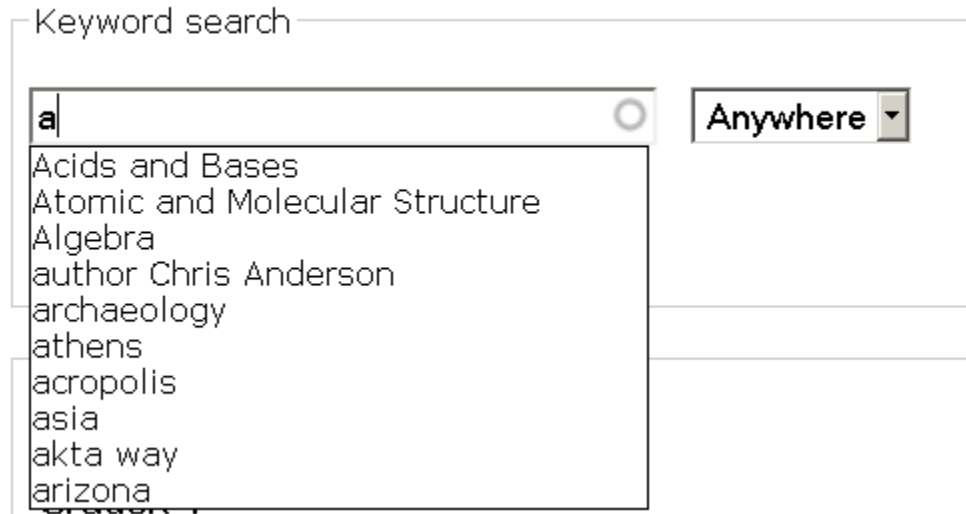 Keyword search
a
Anywhere
Acids and Bases
Atomic and Molecular Structure
Algebra
author Chris Anderson
archaeology
athens
acropolis
asia
akta way
arizona